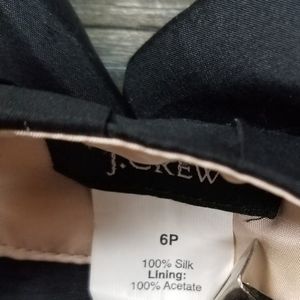 J.CREW
6P
100% Silk
Lining:
100% Acetate